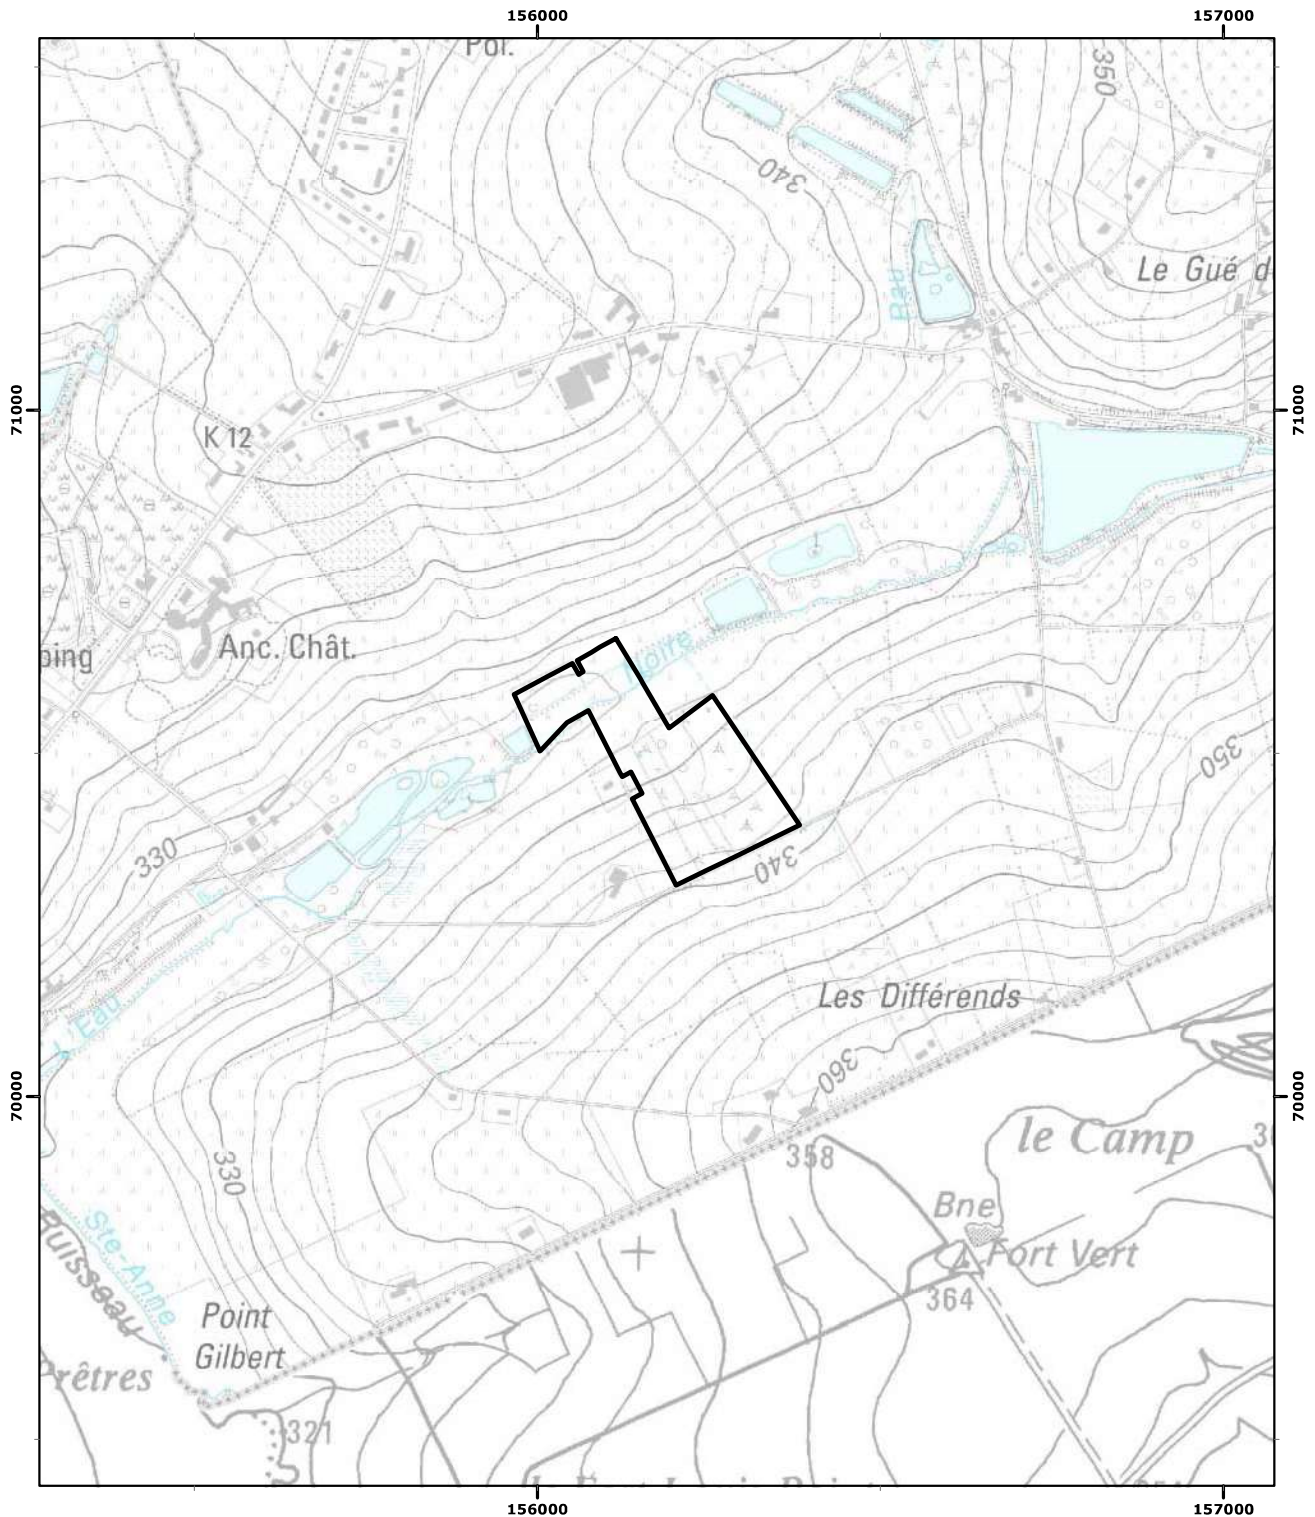 156000
157000
Pol.
350
340
Le Gué d
71000
71000
K 12
Anc. Chât.
ping
Noire
350
330
340
Les Différends
L'Eau
360
70000
70000
le Camp
358
330
Bne
Ste-Anne
Fort Vert
Ruisseau
364
Point
Gilbert
Prêtres
321
156000
157000